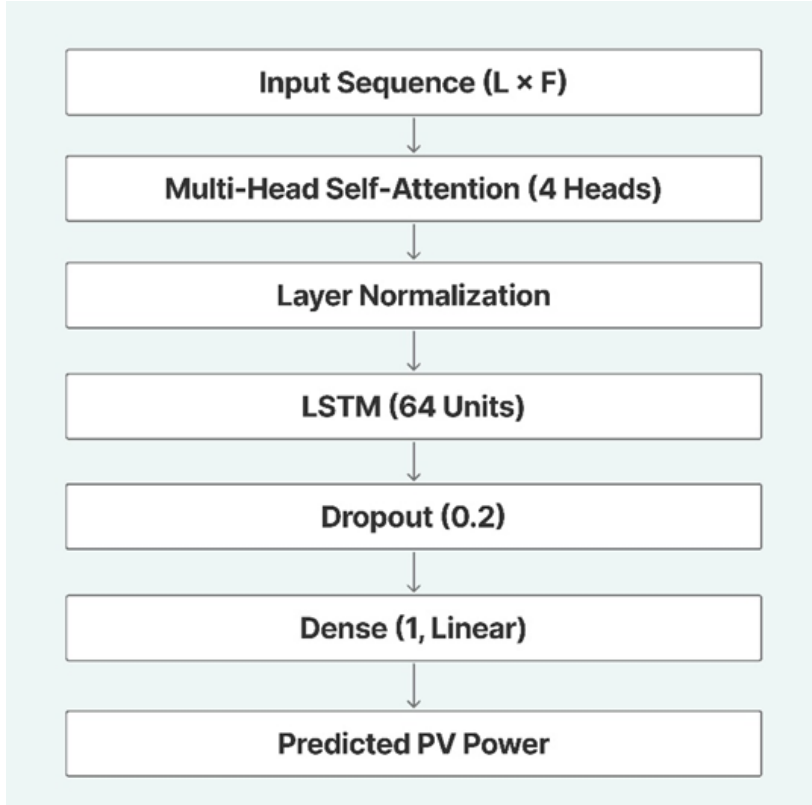 Input Sequence (L × F)
Multi-Head Self-Attention (4 Heads)
Layer Normalization
LSTM (64 Units)
Dropout (0.2)
Dense (1, Linear)
Predicted PV Power